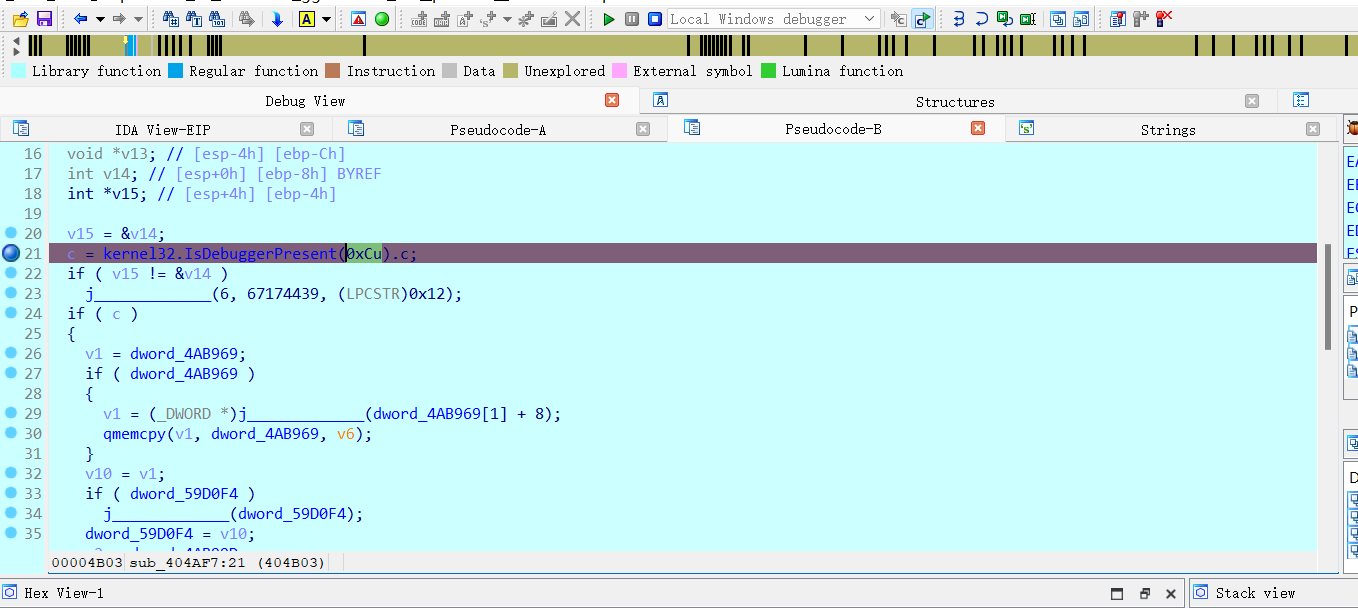 Local Windows debugger
Library function Regular function Instruction Data Unexplored External symbol Lumina function
Debug View Structures
IDA View-EIP Pseudocode-A Pseudocode-B Strings
16 void *v13; // [esp-4h] [ebp-Ch]
17 int v14; // [esp+0h] [ebp-8h] BYREF
18 int *v15; // [esp+4h] [ebp-4h]
19
20 v15 = &v14;
21 c = kernel32.IsDebuggerPresent(0xCu).c;
22 if ( v15 != &v14 )
23 j_____________(6, 67174439, (LPCSTR)0x12);
24 if ( c )
25 {
26 v1 = dword_4AB969;
27 if ( dword_4AB969 )
28 {
29 v1 = (_DWORD *)j_____________(dword_4AB969[1] + 8);
30 qmemcpy(v1, dword_4AB969, v6);
31 }
32 v10 = v1;
33 if ( dword_59D0F4 )
34 j_____________(dword_59D0F4);
35 dword_59D0F4 = v10;
00004B03 sub_404AF7:21 (404B03)
Hex View-1 Stack view